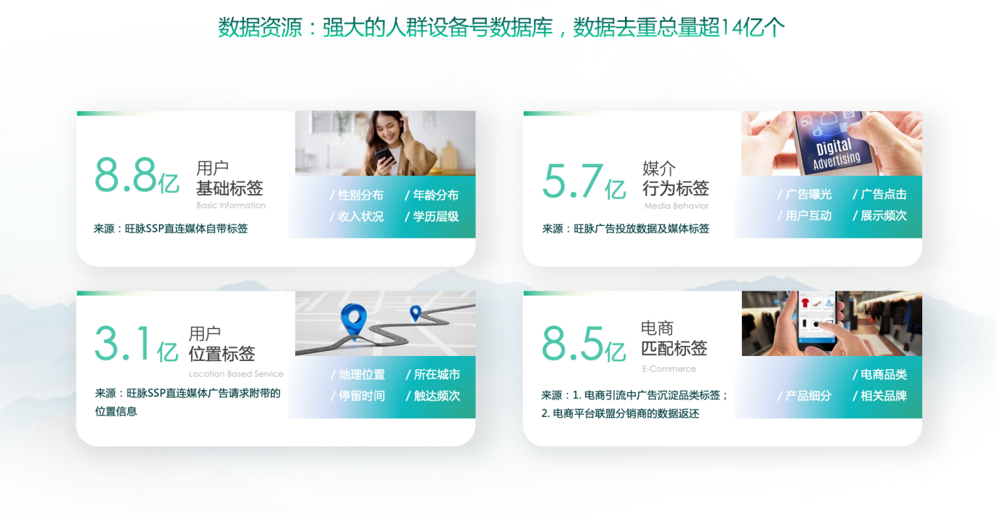 数据资源：强大的人群设备号数据库，数据去重总量超14亿个
8.8亿
用户
基础标签
Basic Information
来源：旺脉SSP直连媒体自带标签
/ 性别分布 / 年龄分布
/ 收入状况 / 学历层级
5.7亿
媒介
行为标签
Media Behavior
来源：旺脉广告投放数据及媒体标签
Digital
Advertising
/ 广告曝光 / 广告点击
/ 用户互动 / 展示频次
3.1亿
用户
位置标签
Location Based Service
来源：旺脉SSP直连媒体广告请求附带的
位置信息
/ 地理位置 / 所在城市
/ 停留时间 / 触达频次
8.5亿
电商
匹配标签
E-Commerce
来源：1. 电商引流中广告沉淀品类标签；
2. 电商平台联盟分销商的数据返还
/ 电商品类
/ 产品细分 / 相关品牌